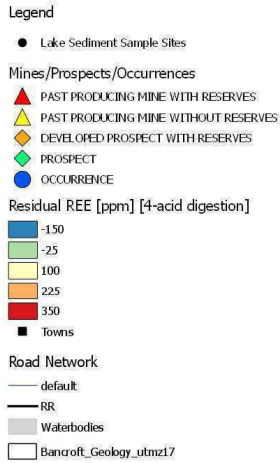 Legend
Lake Sediment Sample Sites
Mines/Prospects/Occurrences
PAST PRODUCING MINE WITH RESERVES
PAST PRODUCING MINE WITHOUT RESERVES
DEVELOPED PROSPECT WITH RESERVES
PROSPECT
OCCURRENCE
Residual REE [ppm] [4-acid digestion]
-150
-25
100
225
350
Towns
Road Network
default
RR
Waterbodies
Bancroft_Geology_utmz17